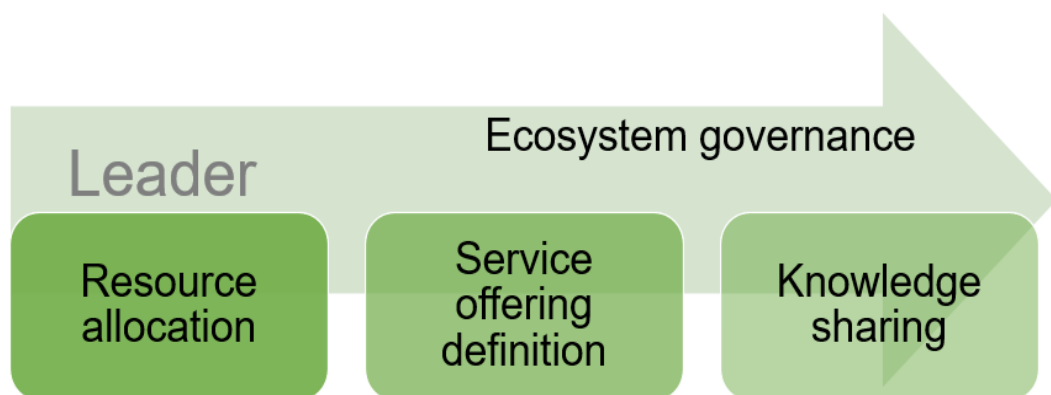 Ecosystem governance
Leader
Resource
allocation
Service
offering
definition
Knowledge
sharing